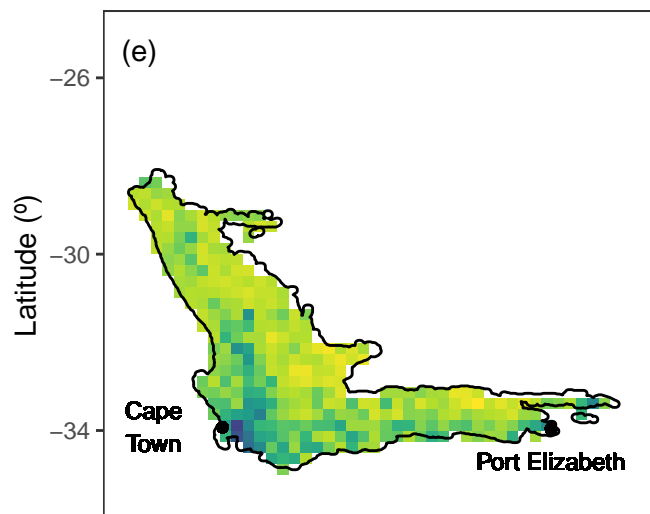 (e)
−26
−30
Latitude (º)
Cape
Town
−34
Port Elizabeth